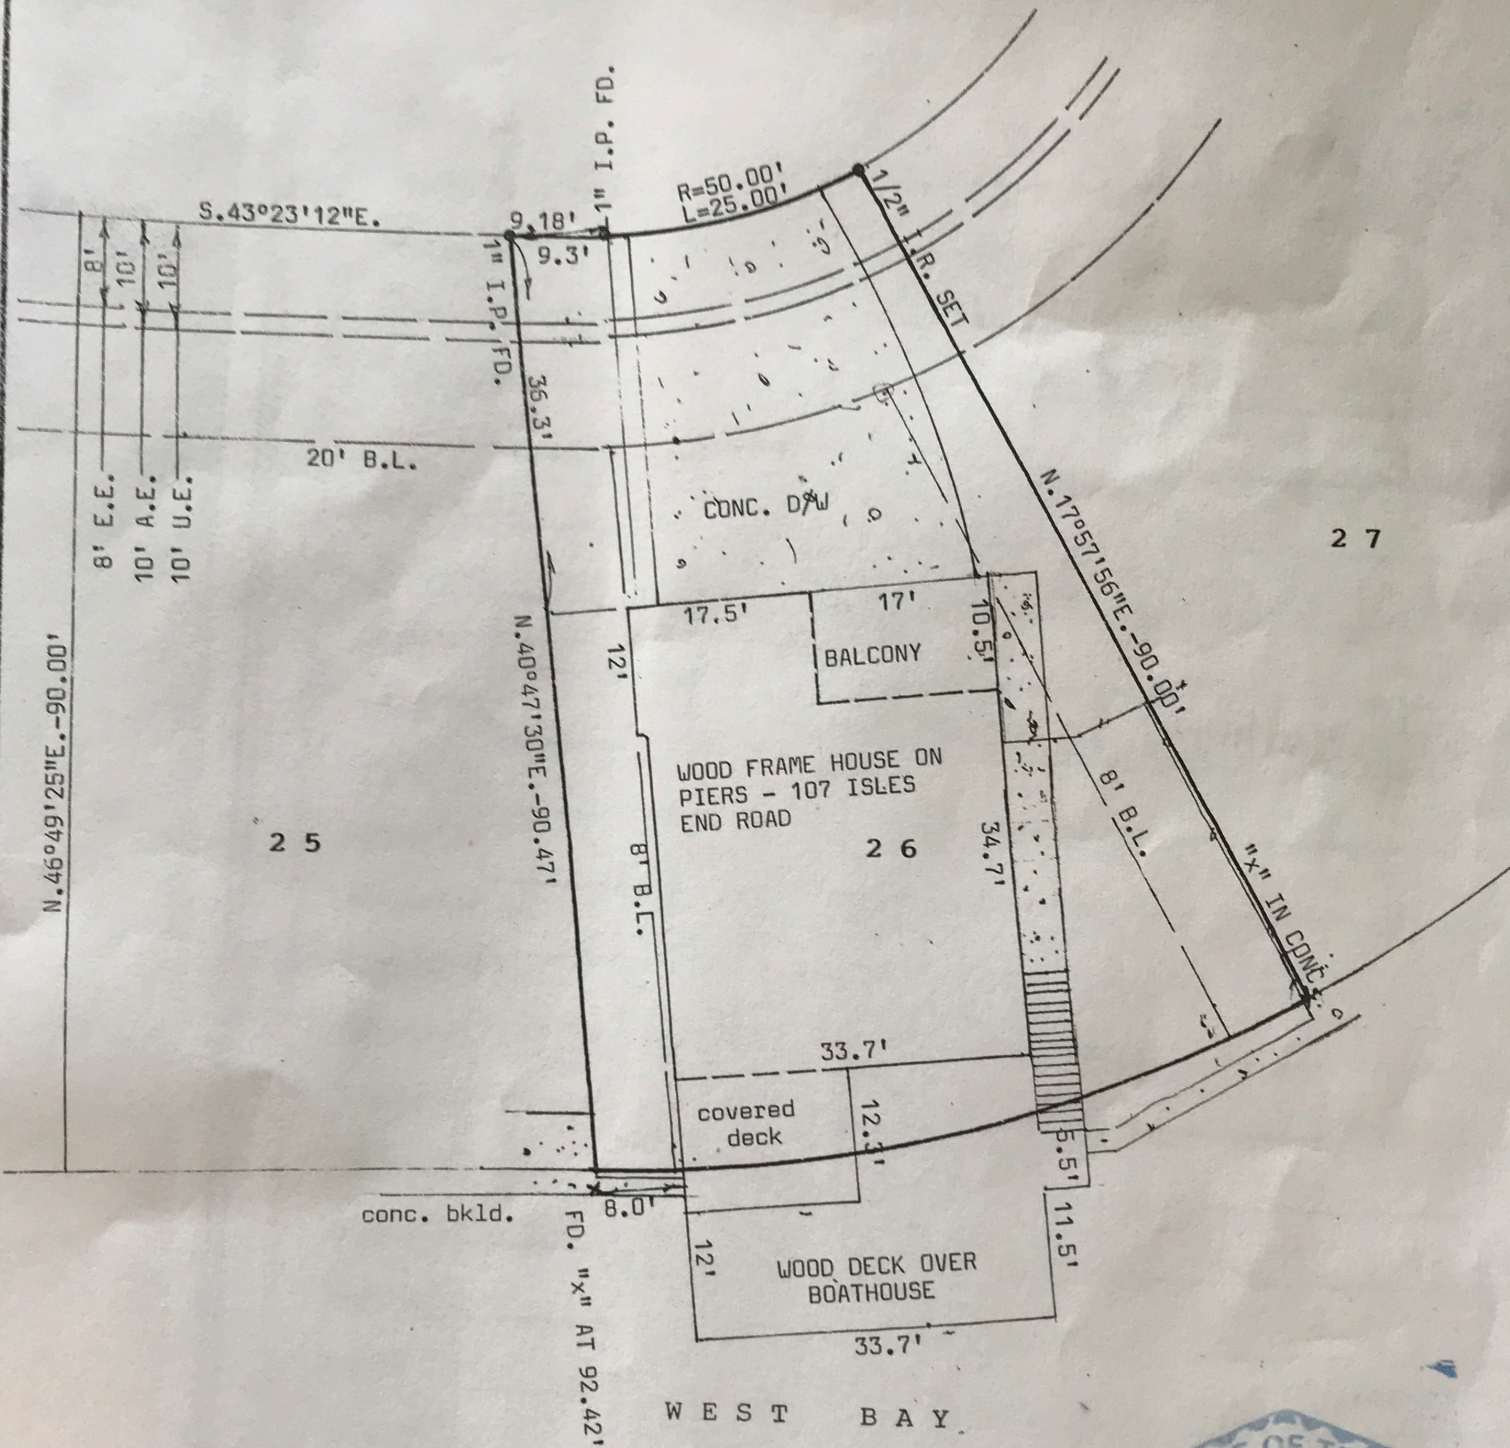 1" I.P. FD.
R=50.00'
L=25.00'
S.43°23'12"E.
9.18'
9.3'
1/2" I.R. SET
1" I.P. FD.
8'
10'
10'
36.3'
20' B.L.
8' E.E.
10' A.E.
10' U.E.
CONC. D/W
N.17°57'56"E.-90.00'
27
17.5'
17'
10.5'
12'
BALCONY
N.46°49'25"E.-90.00'
N.40°47'30"E.-90.47'
WOOD FRAME HOUSE ON
PIERS - 107 ISLES
END ROAD
25
26
8' B.L.
34.7'
8' B.L.
"x" IN CONC.
33.7'
covered
deck
12.3'
5.5'
conc. bkld.
8.0'
11.5'
12'
WOOD DECK OVER
BOATHOUSE
33.7'
FD. "x" AT 92.42'
WEST BAY